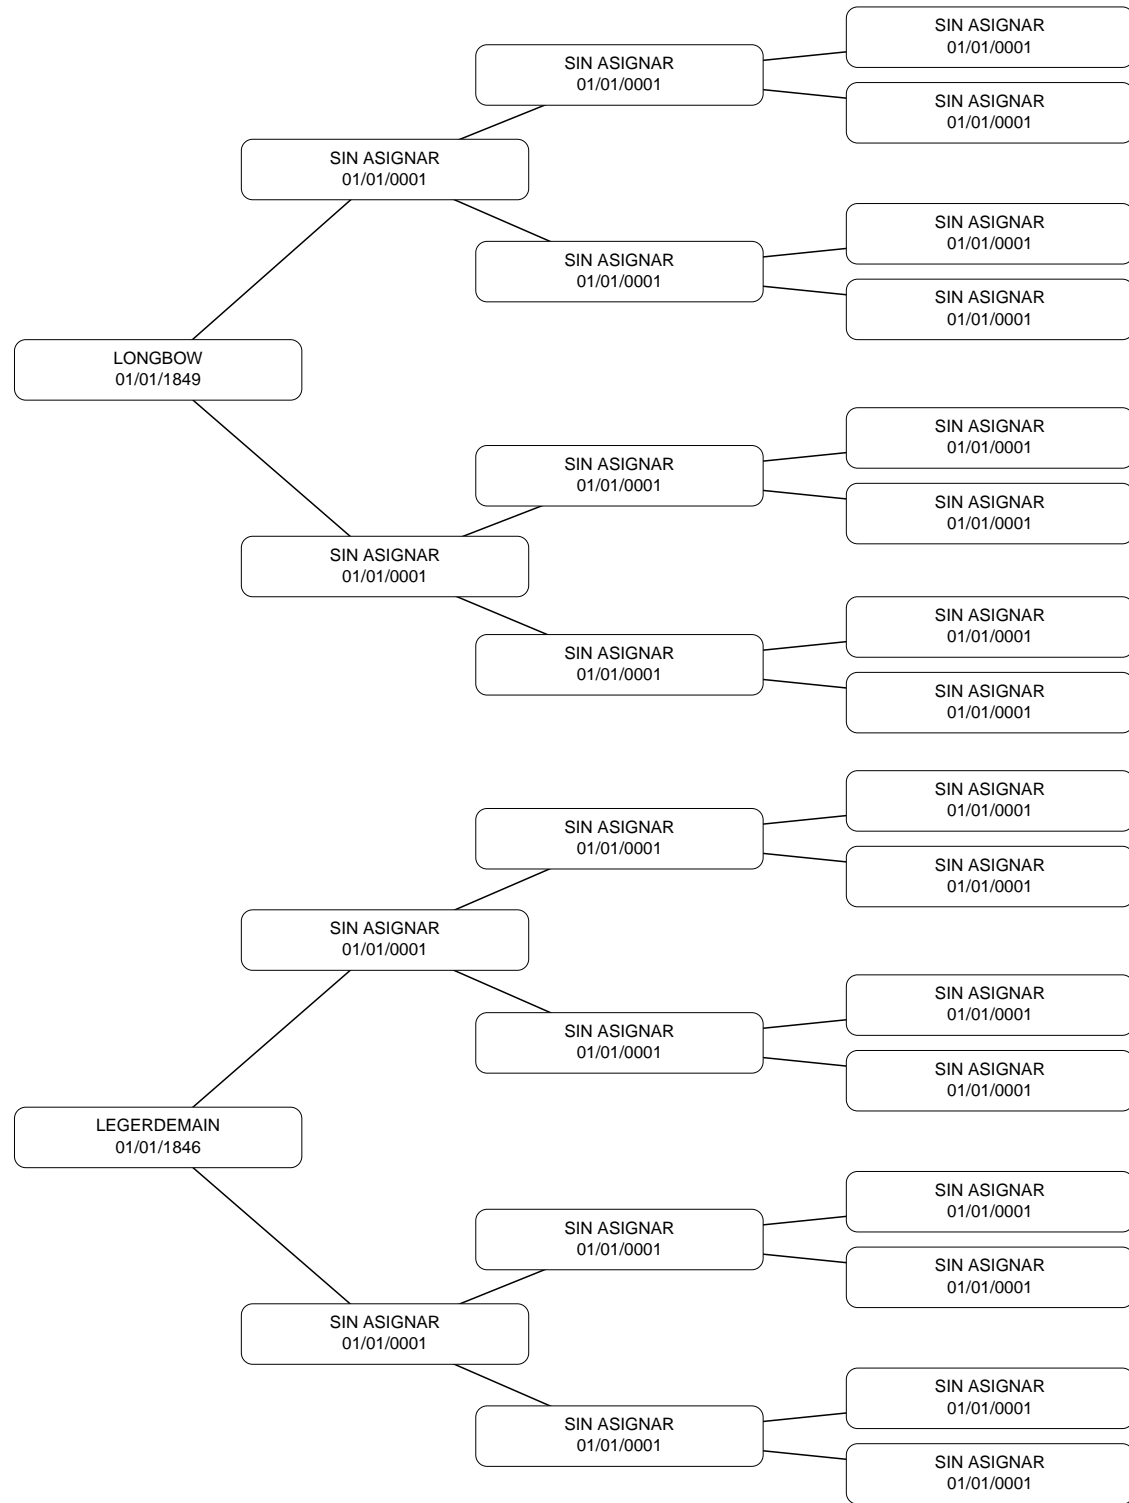 SIN ASIGNAR
01/01/0001
SIN ASIGNAR
01/01/0001
SIN ASIGNAR
01/01/0001
SIN ASIGNAR
01/01/0001
SIN ASIGNAR
01/01/0001
SIN ASIGNAR
01/01/0001
SIN ASIGNAR
01/01/0001
LONGBOW
01/01/1849
SIN ASIGNAR
01/01/0001
SIN ASIGNAR
01/01/0001
SIN ASIGNAR
01/01/0001
SIN ASIGNAR
01/01/0001
SIN ASIGNAR
01/01/0001
SIN ASIGNAR
01/01/0001
SIN ASIGNAR
01/01/0001
SIN ASIGNAR
01/01/0001
SIN ASIGNAR
01/01/0001
SIN ASIGNAR
01/01/0001
SIN ASIGNAR
01/01/0001
SIN ASIGNAR
01/01/0001
SIN ASIGNAR
01/01/0001
SIN ASIGNAR
01/01/0001
LEGERDEMAIN
01/01/1846
SIN ASIGNAR
01/01/0001
SIN ASIGNAR
01/01/0001
SIN ASIGNAR
01/01/0001
SIN ASIGNAR
01/01/0001
SIN ASIGNAR
01/01/0001
SIN ASIGNAR
01/01/0001
SIN ASIGNAR
01/01/0001